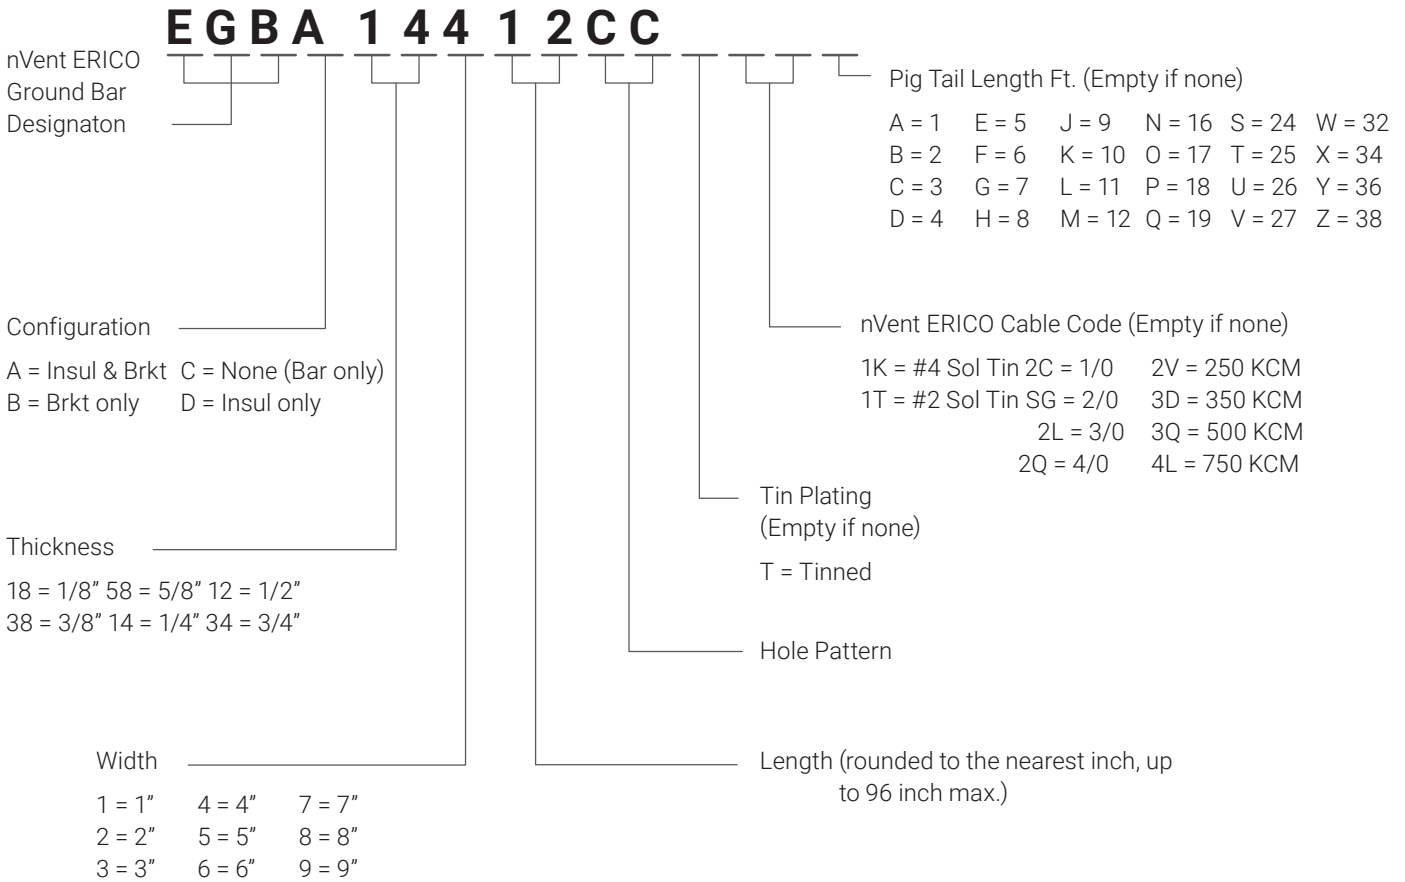 E G B A 1 4 4 1 2 C C
nVent ERICO
Ground Bar
Designaton
Pig Tail Length Ft. (Empty if none)
A = 1 E = 5 J = 9 N = 16 S = 24 W = 32
B = 2 F = 6 K = 10 O = 17 T = 25 X = 34
C = 3 G = 7 L = 11 P = 18 U = 26 Y = 36
D = 4 H = 8 M = 12 Q = 19 V = 27 Z = 38
Configuration
A = Insul & Brkt C = None (Bar only)
B = Brkt only D = Insul only
nVent ERICO Cable Code (Empty if none)
1K = #4 Sol Tin 2C = 1/0 2V = 250 KCM
1T = #2 Sol Tin SG = 2/0 3D = 350 KCM
2L = 3/0 3Q = 500 KCM
2Q = 4/0 4L = 750 KCM
Tin Plating
(Empty if none)
T = Tinned
Thickness
18 = 1/8” 58 = 5/8” 12 = 1/2”
38 = 3/8” 14 = 1/4” 34 = 3/4”
Hole Pattern
Width
1 = 1” 4 = 4” 7 = 7”
2 = 2” 5 = 5” 8 = 8”
3 = 3” 6 = 6” 9 = 9”
Length (rounded to the nearest inch, up
to 96 inch max.)